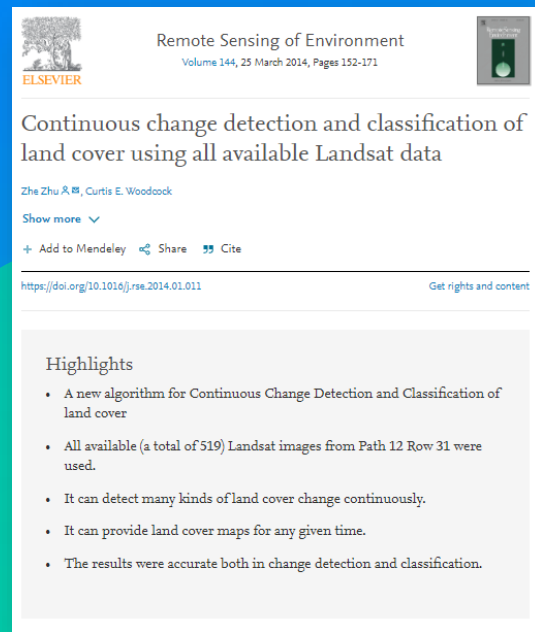 Remote Sensing of Environment
Volume 144, 25 March 2014, Pages 152-171
ELSEVIER
Continuous change detection and classification of
land cover using all available Landsat data
Zhe Zhu, Curtis E. Woodcock
Show more
+ Add to Mendeley Share Cite
https://doi.org/10.1016/j.rse.2014.01.011 Get rights and content
Highlights
• A new algorithm for Continuous Change Detection and Classification of
land cover
• All available (a total of 519) Landsat images from Path 12 Row 31 were
used.
• It can detect many kinds of land cover change continuously.
• It can provide land cover maps for any given time.
• The results were accurate both in change detection and classification.